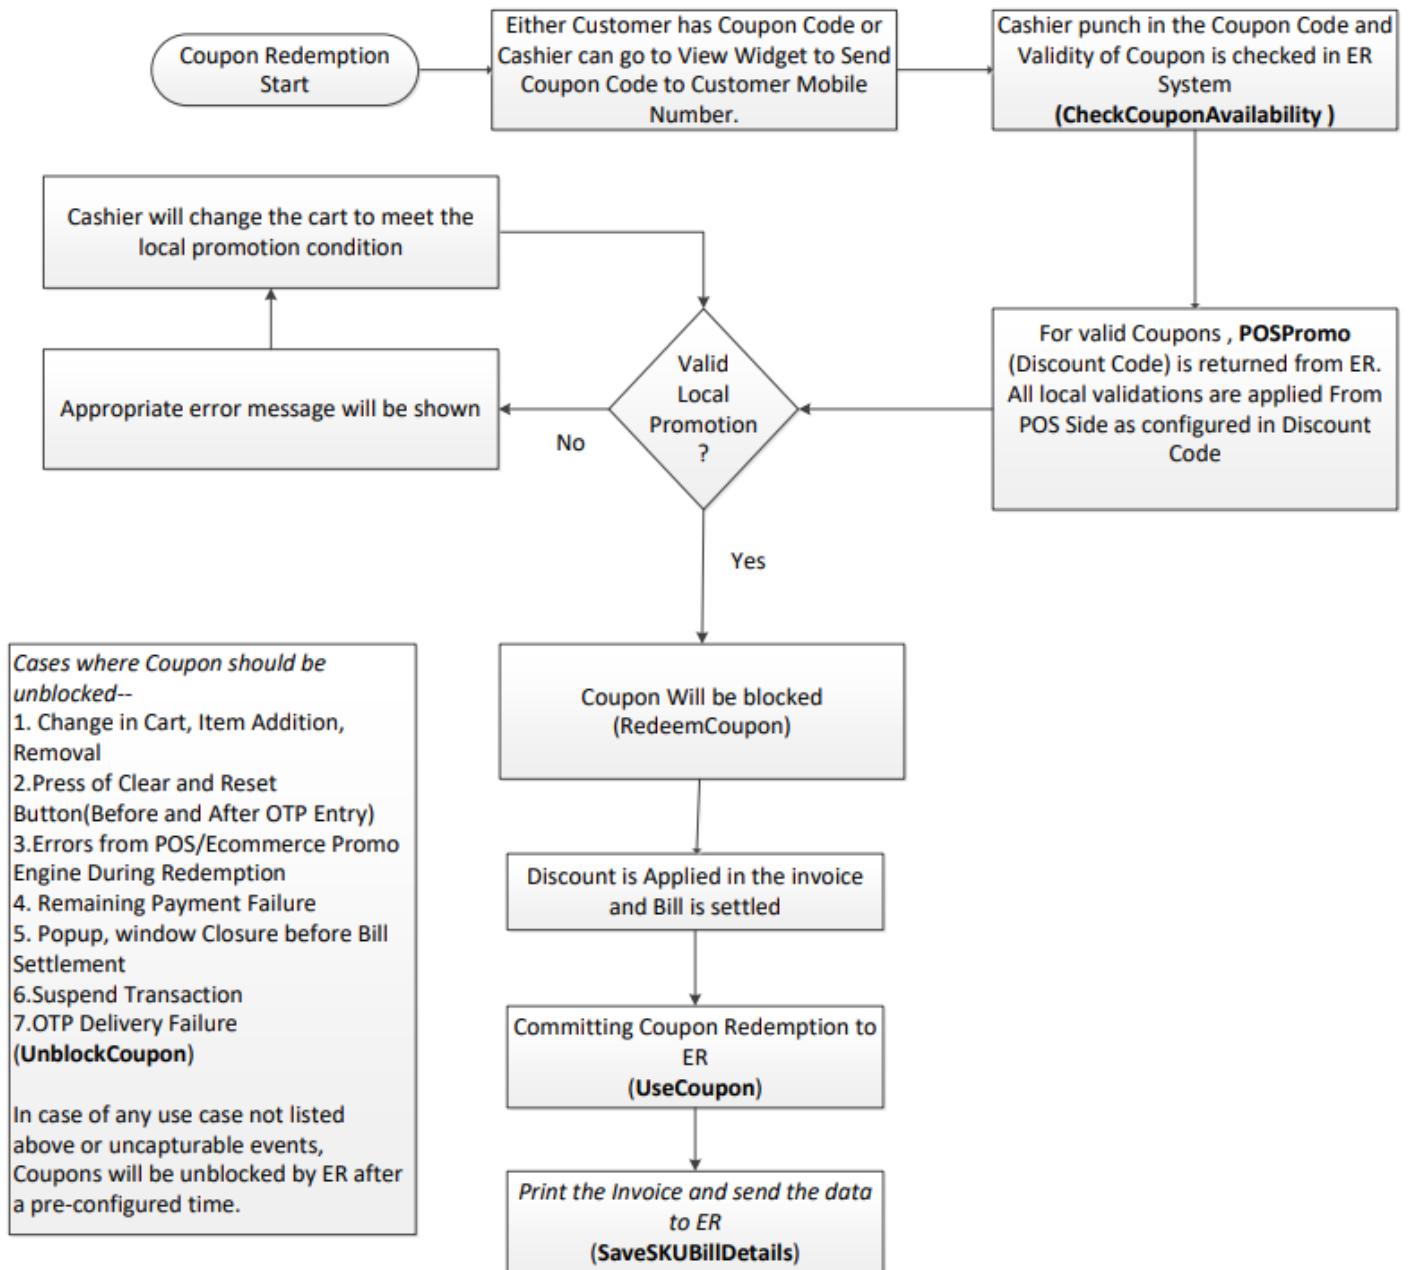 Coupon Redemption
Start
Either Customer has Coupon Code or
Cashier can go to View Widget to Send
Coupon Code to Customer Mobile
Number.
Cashier punch in the Coupon Code and
Validity of Coupon is checked in ER
System
(CheckCouponAvailability )
Cashier will change the cart to meet the
local promotion condition
Appropriate error message will be shown
No
Valid
Local
Promotion
?
For valid Coupons , POSPromo
(Discount Code) is returned from ER.
All local validations are applied From
POS Side as configured in Discount
Code
Yes
Coupon Will be blocked
(RedeemCoupon)
Discount is Applied in the invoice
and Bill is settled
Committing Coupon Redemption to
ER
(UseCoupon)
Print the Invoice and send the data
to ER
(SaveSKUBillDetails)
Cases where Coupon should be
unblocked--
1. Change in Cart, Item Addition,
Removal
2.Press of Clear and Reset
Button(Before and After OTP Entry)
3.Errors from POS/Ecommerce Promo
Engine During Redemption
4. Remaining Payment Failure
5. Popup, window Closure before Bill
Settlement
6.Suspend Transaction
7.OTP Delivery Failure
(UnblockCoupon)
In case of any use case not listed
above or uncapturable events,
Coupons will be unblocked by ER after
a pre-configured time.